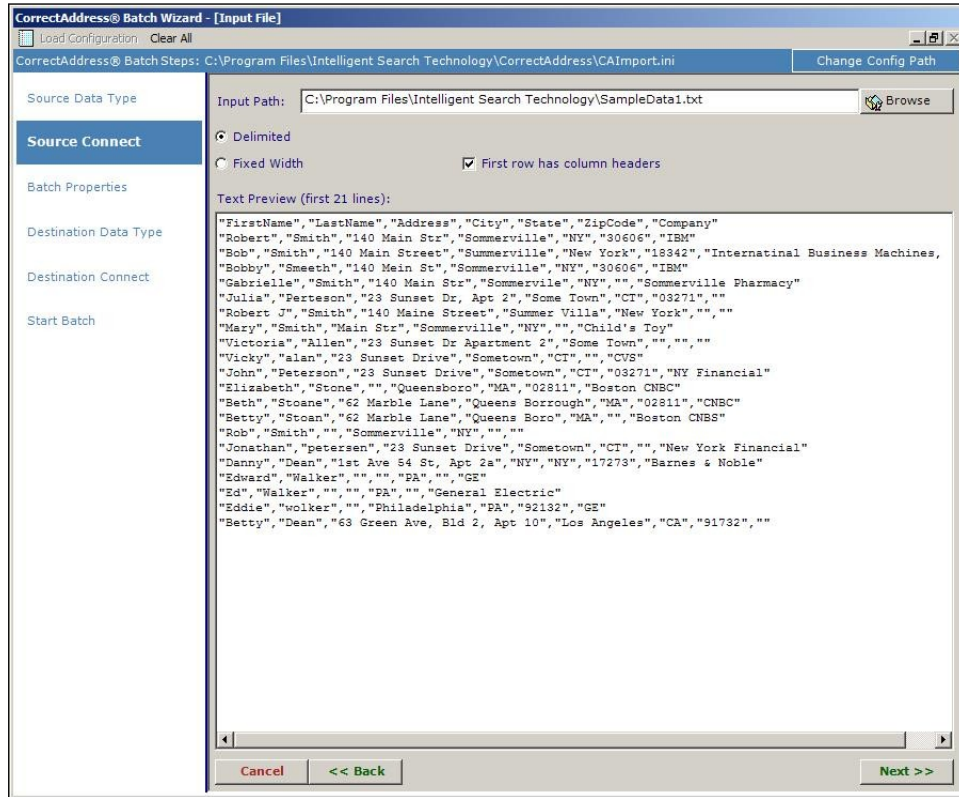 CorrectAddress® Batch Wizard - [Input File]
Load Configuration Clear All
CorrectAddress® Batch Steps: C:\Program Files\Intelligent Search Technology\CorrectAddress\CAImport.ini Change Config Path
Source Data Type
Source Connect
Batch Properties
Destination Data Type
Destination Connect
Start Batch
Input Path: C:\Program Files\Intelligent Search Technology\SampleData1.txt Browse
Delimited
Fixed Width First row has column headers
Text Preview (first 21 lines):
"FirstName","LastName","Address","City","State","ZipCode","Company"
"Robert","Smith","140 Main Str","Sommerville","NY","30606","IBM"
"Bob","Smith","140 Main Street","Summerville","New York","18342","Internatinal Business Machines,
"Bobby","Smeeth","140 Mein St","Sommerville","NY","30606","IBM"
"Gabrielle","Smith","140 Main Str","Sommervile","NY","","Sommerville Pharmacy"
"Julia","Perteson","23 Sunset Dr, Apt 2","Some Town","CT","03271",""
"Robert J","Smith","140 Maine Street","Summer Villa","New York","",""
"Mary","Smith","Main Str","Sommerville","NY","","Child's Toy"
"Victoria","Allen","23 Sunset Dr Apartment 2","Some Town","","",""
"Vicky","alan","23 Sunset Drive","Sometown","CT","","CVS"
"John","Peterson","23 Sunset Drive","Sometown","CT","03271","NY Financial"
"Elizabeth","Stone","","Queensboro","MA","02811","Boston CNBC"
"Beth","Stoane","62 Marble Lane","Queens Borrough","MA","02811","CNBC"
"Betty","Stoan","62 Marble Lane","Queens Boro","MA","","Boston CNBS"
"Rob","Smith","","Sommerville","NY","",""
"Jonathan","petersen","23 Sunset Drive","Sometown","CT","","New York Financial"
"Danny","Dean","1st Ave 54 St, Apt 2a","NY","NY","17273","Barnes & Noble"
"Edward","Walker","","","PA","","GE"
"Ed","Walker","","","PA","","General Electric"
"Eddie","wolker","","Philadelphia","PA","92132","GE"
"Betty","Dean","63 Green Ave, Bld 2, Apt 10","Los Angeles","CA","91732",""
Cancel << Back Next >>